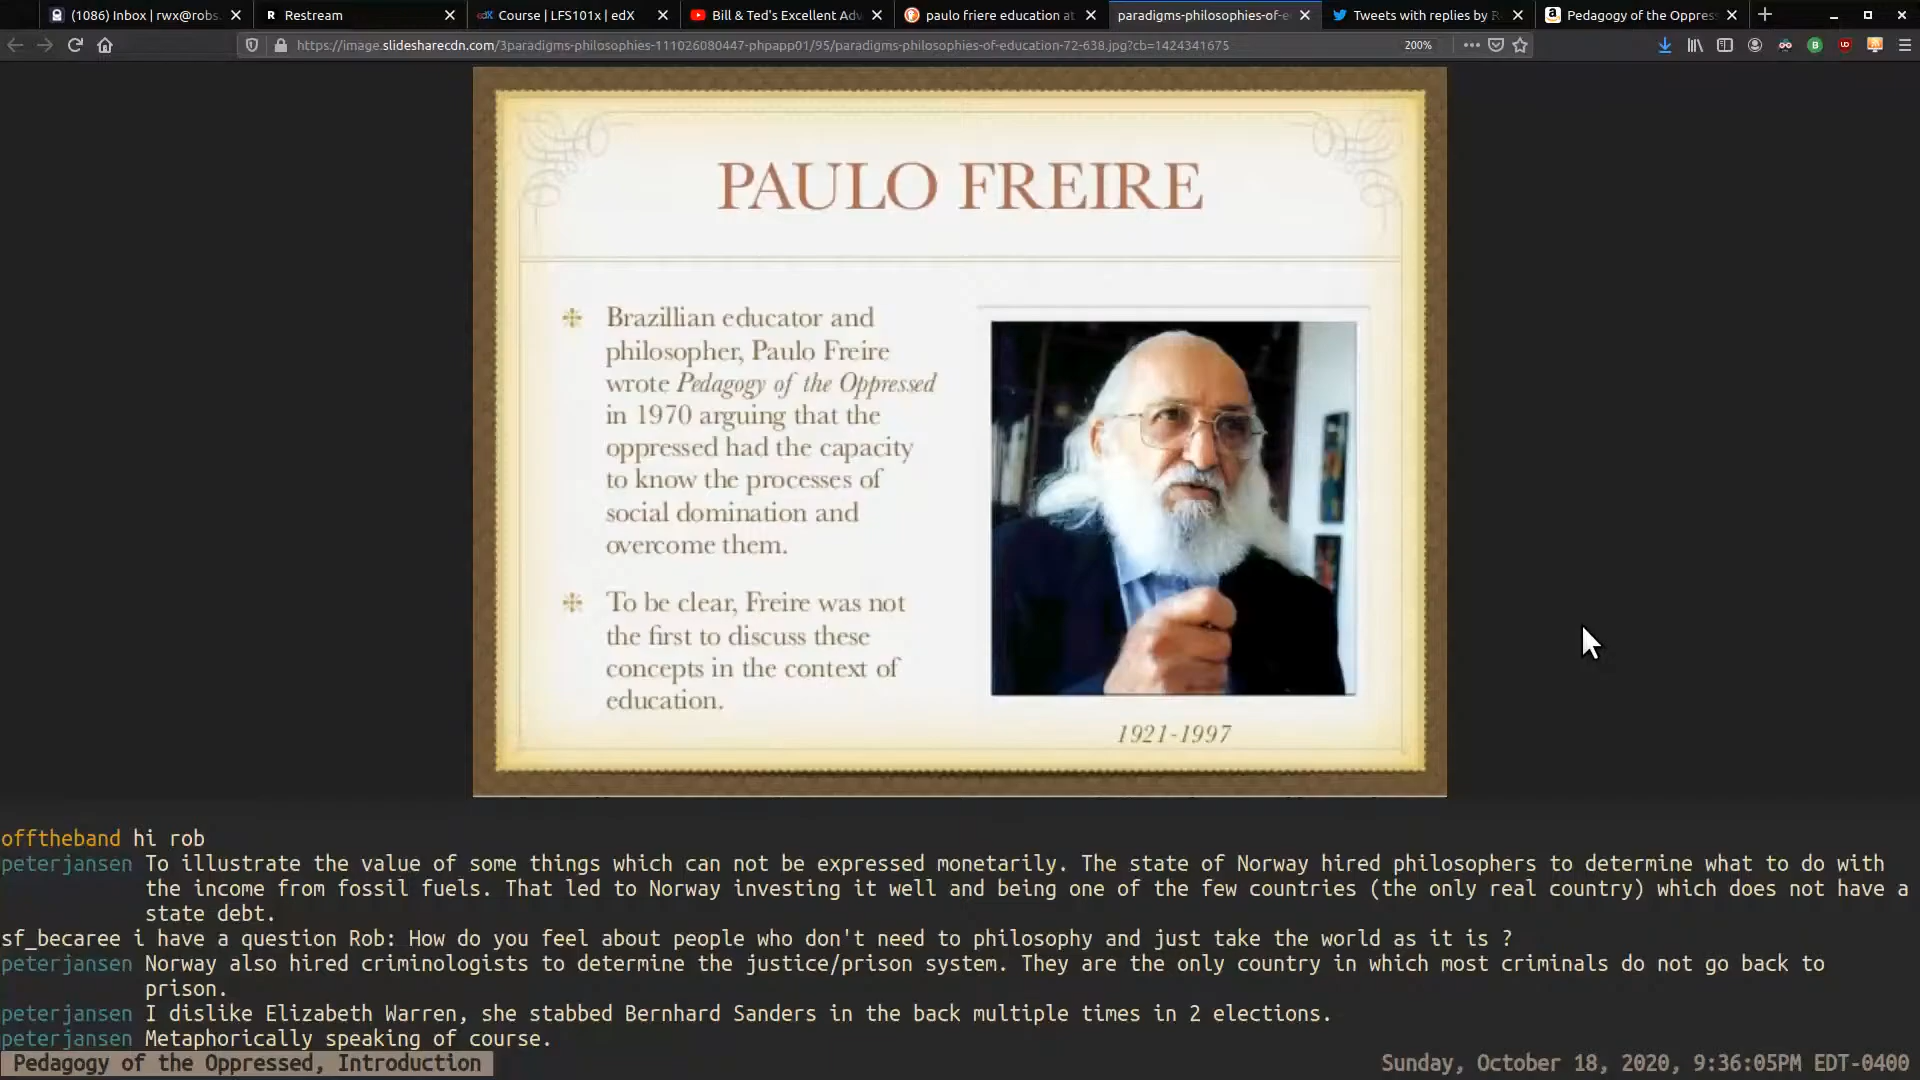 (1086) Inbox | rwx@robs.
Restream
Course | LFS101x | edX
Bill & Ted's Excellent Adv
paulo friere education at
paradigms-philosophies-of-e
Tweets with replies by R
Pedagogy of the Oppress
https://image.slidesharecdn.com/3paradigms-philosophies-111026080447-phpapp01/95/paradigms-philosophies-of-education-72-638.jpg?cb=1424341675
200%
PAULO FREIRE
Brazillian educator and
philosopher, Paulo Freire
wrote Pedagogy of the Oppressed
in 1970 arguing that the
oppressed had the capacity
to know the processes of
social domination and
overcome them.
To be clear, Freire was not
the first to discuss these
concepts in the context of
education.
1921-1997
offtheband hi rob
peterjansen To illustrate the value of some things which can not be expressed monetarily. The state of Norway hired philosophers to determine what to do with
the income from fossil fuels. That led to Norway investing it well and being one of the few countries (the only real country) which does not have a
state debt.
sf_becaree i have a question Rob: How do you feel about people who don't need to philosophy and just take the world as it is ?
peterjansen Norway also hired criminologists to determine the justice/prison system. They are the only country in which most criminals do not go back to
prison.
peterjansen I dislike Elizabeth Warren, she stabbed Bernhard Sanders in the back multiple times in 2 elections.
peterjansen Metaphorically speaking of course.
Pedagogy of the Oppressed, Introduction
Sunday, October 18, 2020, 9:36:05PM EDT-0400